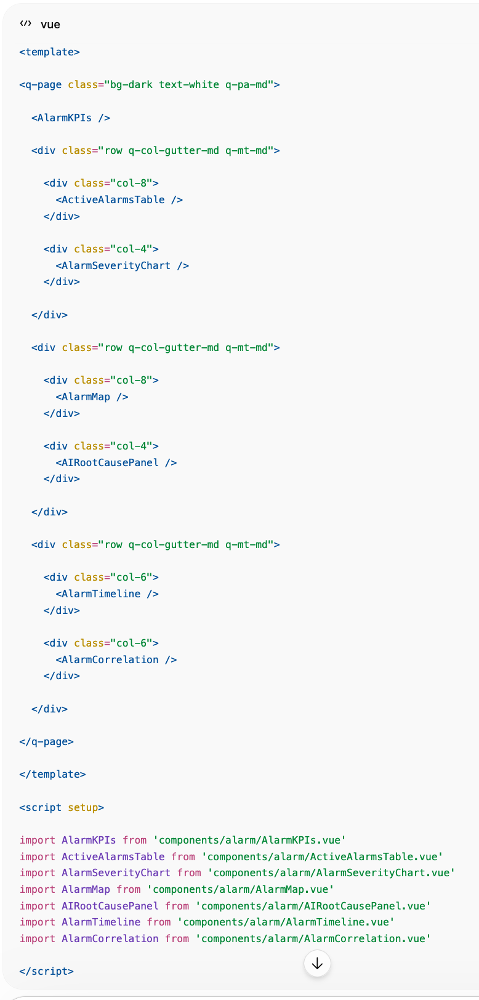 vue
<template>
<q-page class="bg-dark text-white q-pa-md">
<AlarmKPIs />
<div class="row q-col-gutter-md q-mt-md">
<div class="col-8">
<ActiveAlarmsTable />
</div>
<div class="col-4">
<AlarmSeverityChart />
</div>
</div>
<div class="row q-col-gutter-md q-mt-md">
<div class="col-8">
<AlarmMap />
</div>
<div class="col-4">
<AIRootCausePanel />
</div>
</div>
<div class="row q-col-gutter-md q-mt-md">
<div class="col-6">
<AlarmTimeline />
</div>
<div class="col-6">
<AlarmCorrelation />
</div>
</div>
</q-page>
</template>
<script setup>
import AlarmKPIs from 'components/alarm/AlarmKPIs.vue'
import ActiveAlarmsTable from 'components/alarm/ActiveAlarmsTable.vue'
import AlarmSeverityChart from 'components/alarm/AlarmSeverityChart.vue'
import AlarmMap from 'components/alarm/AlarmMap.vue'
import AIRootCausePanel from 'components/alarm/AIRootCausePanel.vue'
import AlarmTimeline from 'components/alarm/AlarmTimeline.vue'
import AlarmCorrelation from 'components/alarm/AlarmCorrelation.vue'
</script>